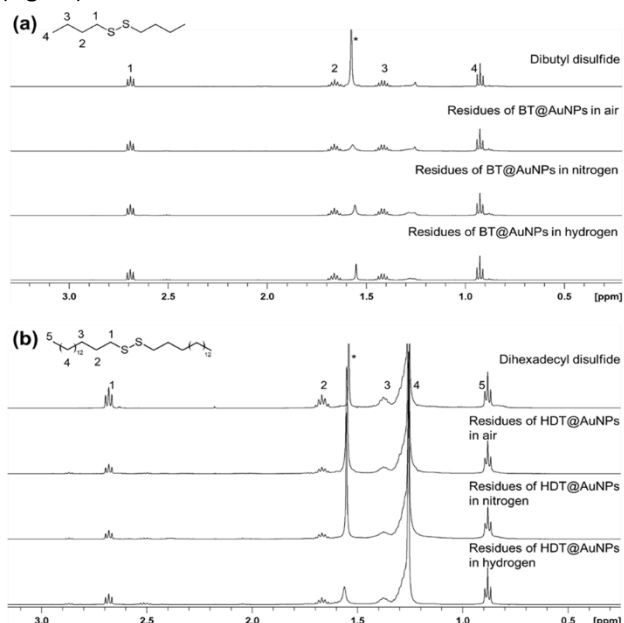 (a)
3 1
S S
4 2
1 2 * 3 4
Dibutyl disulfide
Residues of BT@AuNPs in air
Residues of BT@AuNPs in nitrogen
Residues of BT@AuNPs in hydrogen
3.0 2.5 2.0 1.5 1.0 0.5 [ppm]
(b)
5 3 1
S S
12 12
4 2
1 2 * 3 4 5
Dihexadecyl disulfide
Residues of HDT@AuNPs
in air
Residues of HDT@AuNPs
in nitrogen
Residues of HDT@AuNPs
in hydrogen
3.0 2.5 2.0 1.5 1.0 0.5 [ppm]